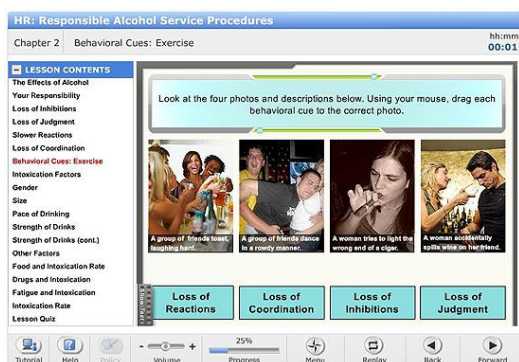 HR: Responsible Alcohol Service Procedures
Chapter 2 Behavioral Cues: Exercise
hh:mm
00:01
LESSON CONTENTS
The Effects of Alcohol
Your Responsibility
Loss of Inhibitions
Loss of Judgment
Slower Reactions
Loss of Coordination
Behavioral Cues: Exercise
Intoxication Factors
Gender
Size
Pace of Drinking
Strength of Drinks
Strength of Drinks (cont.)
Other Factors
Food and Intoxication Rate
Drugs and Intoxication
Fatigue and Intoxication
Intoxication Rate
Lesson Quiz
Look at the four photos and descriptions below. Using your mouse, drag each
behavioral cue to the correct photo.
A group of friends toast,
laughing hard.
A group of friends dance
in a rowdy manner.
A woman tries to light the
wrong end of a cigar.
A woman accidentally
spills wine on her friend.
Show Text
Loss of
Reactions
Loss of
Coordination
Loss of
Inhibitions
Loss of
Judgment
Tutorial
Help
Policy
- +
Volume
25%
Progress
Menu
Replay
Back
Forward